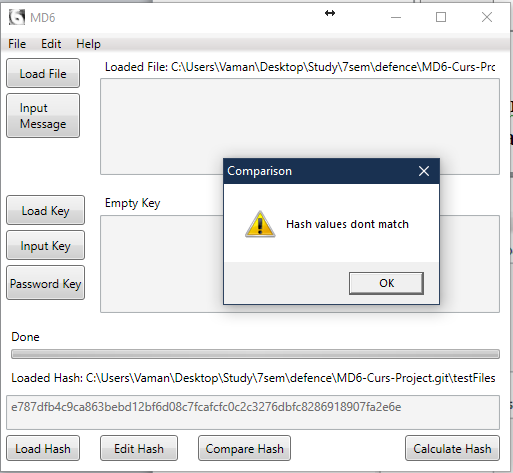 MD6
File Edit Help
Load File
Loaded File: C:\Users\Vaman\Desktop\Study\7sem\defence\MD6-Curs-Proj
Input
Message
Comparison
Hash values dont match
OK
Load Key
Empty Key
Input Key
Password Key
Done
Loaded Hash: C:\Users\Vaman\Desktop\Study\7sem\defence\MD6-Curs-Project.git\testFiles
e787dfb4c9ca863bebd12bf6d08c7fcafcfc0c2c3276dbfc8286918907fa2e6e
Load Hash
Edit Hash
Compare Hash
Calculate Hash